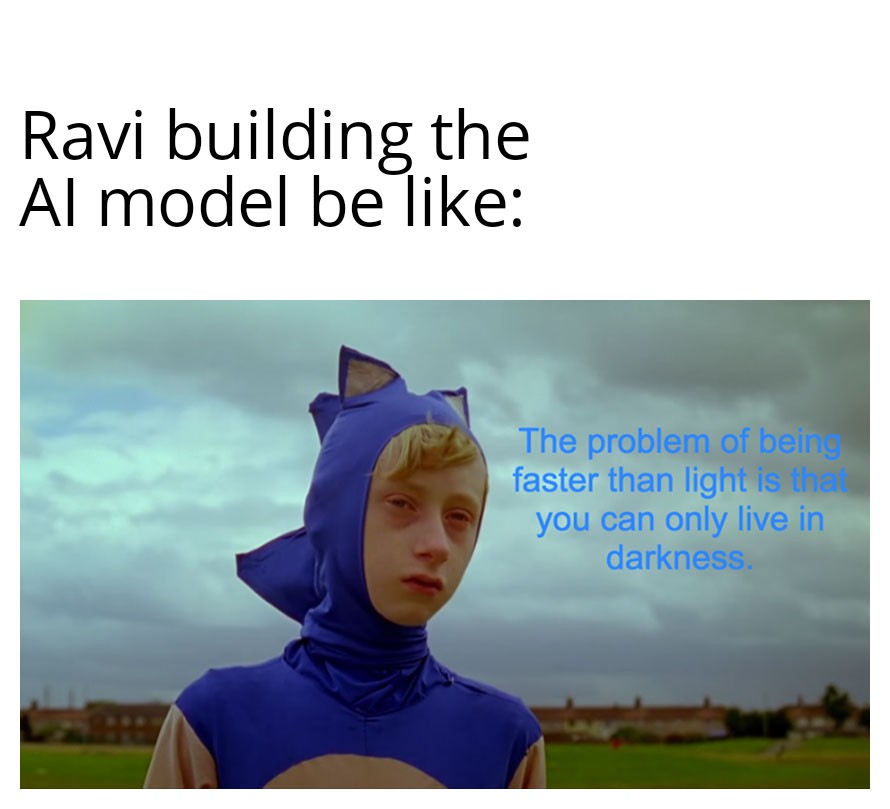 Ravi building the
AI model be like:
The problem of being
faster than light is that
you can only live in
darkness.